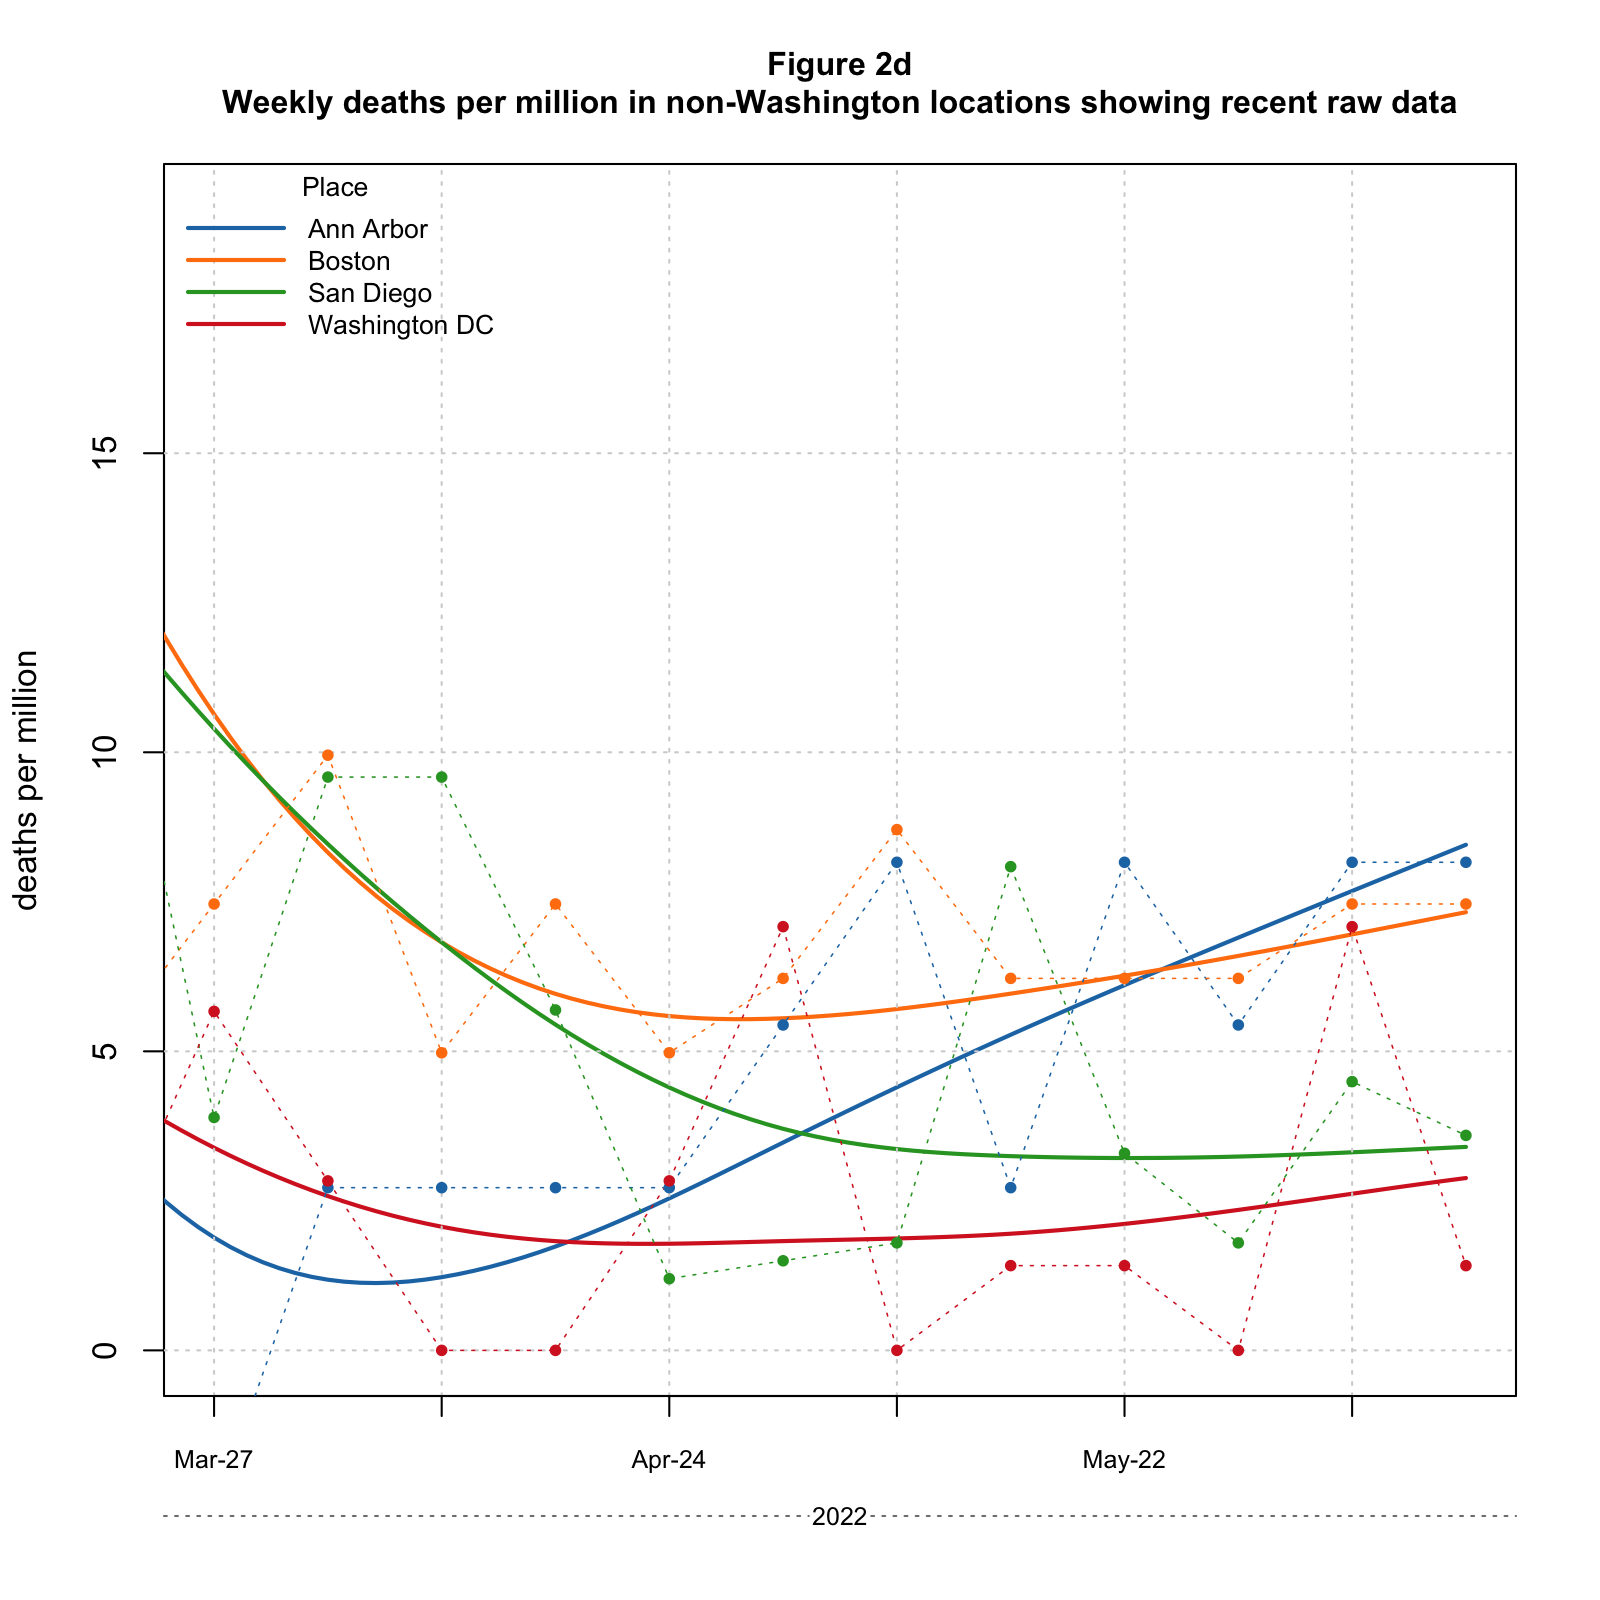 Figure 2d
Weekly deaths per million in non-Washington locations showing recent raw data
Place
Ann Arbor
Boston
San Diego
Washington DC
deaths per million
15
10
5
0
Mar-27 Apr-24 May-22
2022